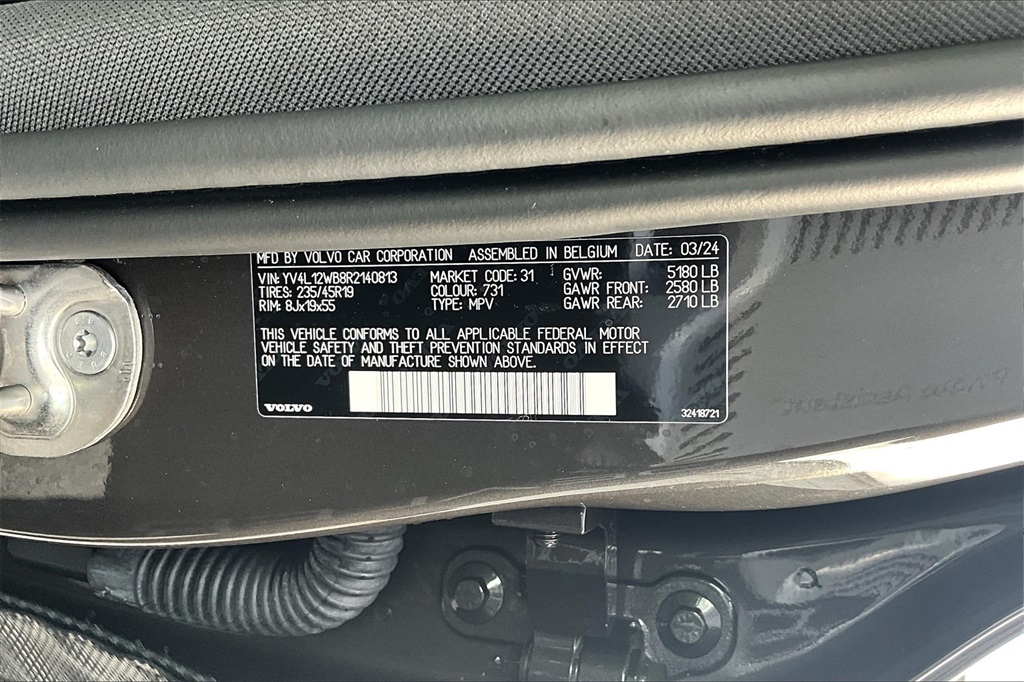 MFD BY VOLVO CAR CORPORATION ASSEMBLED IN BELGIUM DATE: 03/24
VIN: YV4L12WB8R2140813 MARKET CODE: 31 GVWR: 5180 LB
TIRES: 235/45R19 COLOUR: 731 GAWR FRONT: 2580 LB
RIM: 8Jx19x55 TYPE: MPV GAWR REAR: 2710 LB
THIS VEHICLE CONFORMS TO ALL APPLICABLE FEDERAL MOTOR
VEHICLE SAFETY AND THEFT PREVENTION STANDARDS IN EFFECT
ON THE DATE OF MANUFACTURE SHOWN ABOVE.
VOLVO 32418721